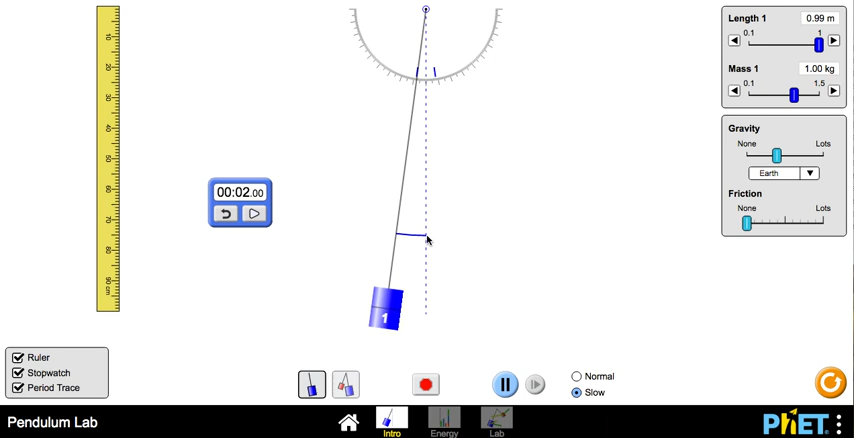 Length 1 0.99 m
0.1 1
Mass 1 1.00 kg
0.1 1.5
Gravity
None Lots
Earth
Friction
None Lots
10
20
30
40
50
60
70
80
90 cm
00:02.00
1
Ruler
Stopwatch
Period Trace
Normal
Slow
Pendulum Lab
Intro
Energy
Lab
PhET